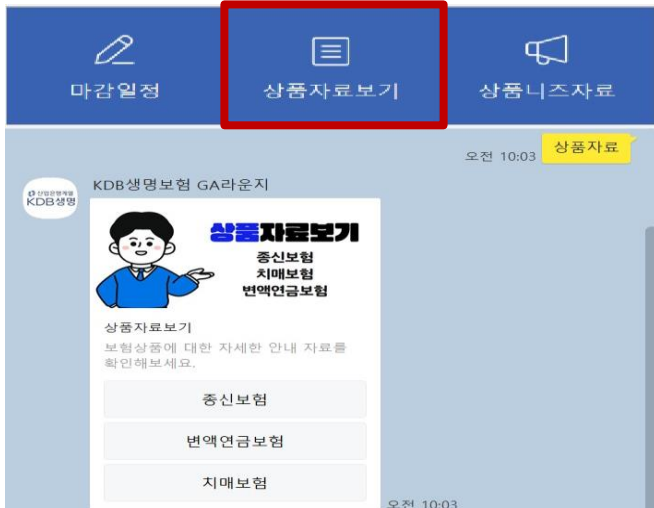 마감일정
상품자료보기
상품니즈자료
오전 10:03
상품자료
KDB생명
KDB생명보험 GA라운지
상품자료보기
종신보험
치매보험
변액연금보험
상품자료보기
보험상품에 대한 자세한 안내 자료를
확인해보세요.
종신보험
변액연금보험
치매보험
오전 10:03